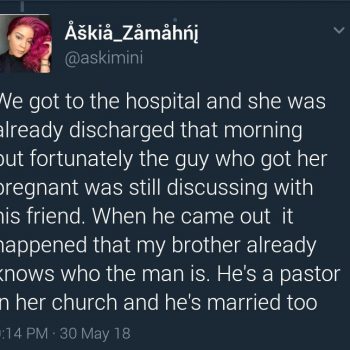 Åškiå_Zåmåhńį
@askimini
We got to the hospital and she was
already discharged that morning
but fortunately the guy who got her
pregnant was still discussing with
his friend. When he came out it
happened that my brother already
knows who the man is. He's a pastor
in her church and he's married too
:14 PM · 30 May 18